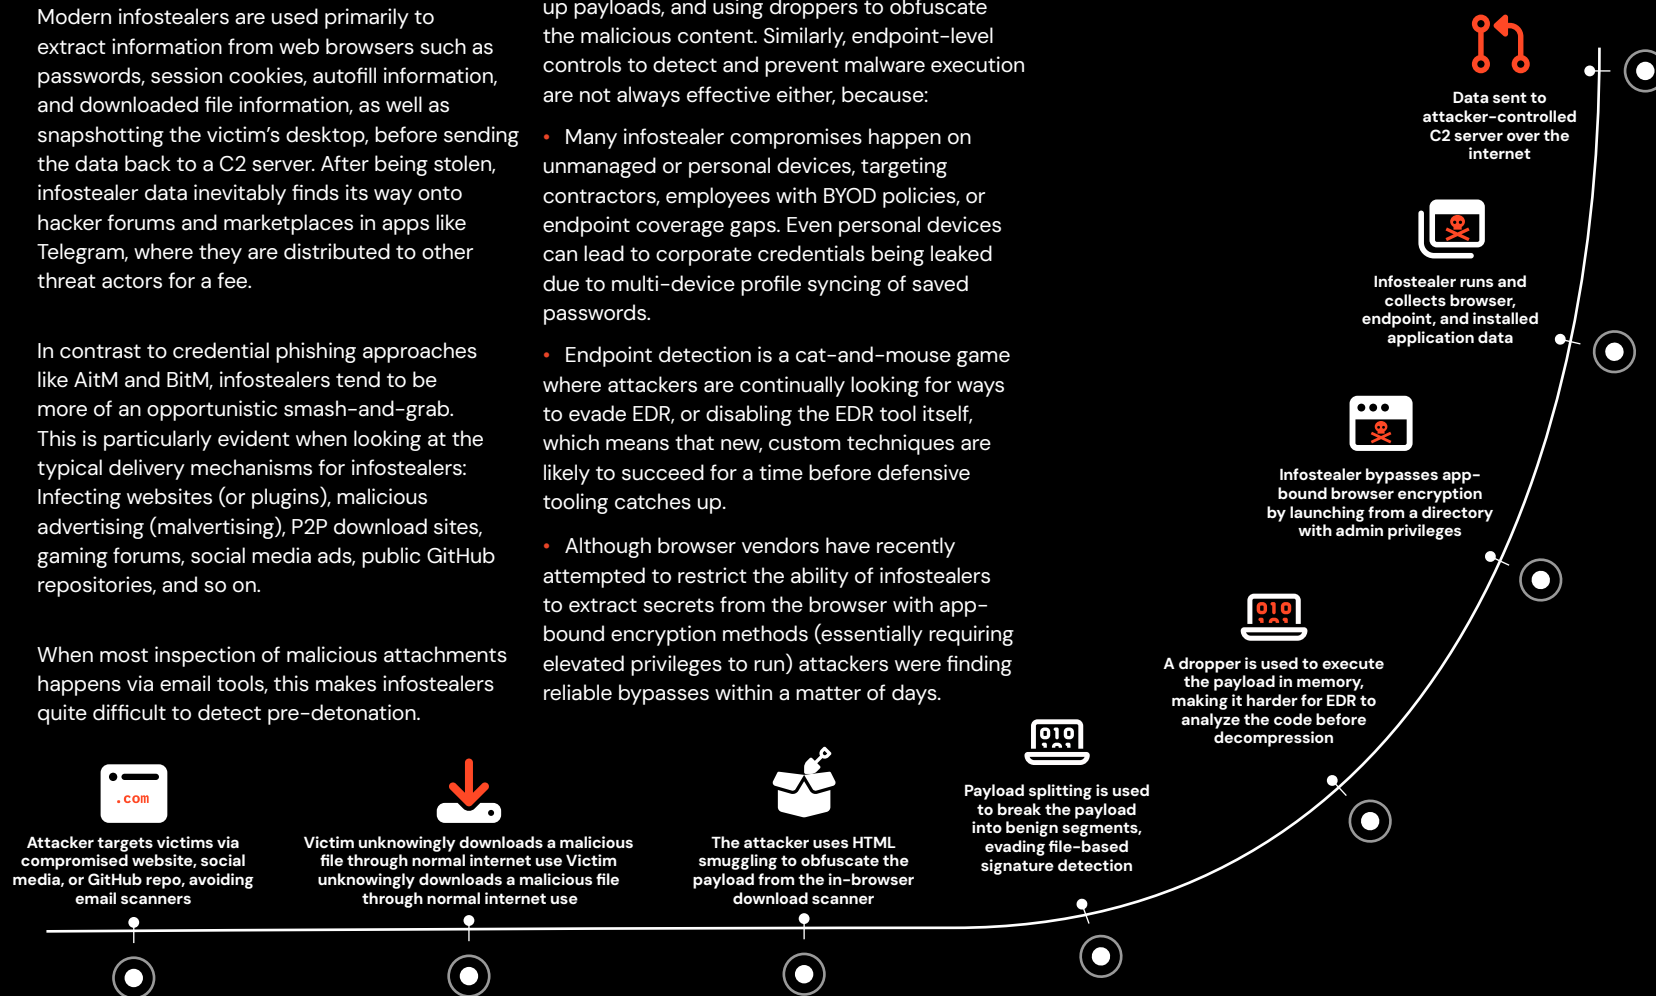 Modern infostealers are used primarily to
extract information from web browsers such as
passwords, session cookies, autofill information,
and downloaded file information, as well as
snapshotting the victim's desktop, before sending
the data back to a C2 server. After being stolen,
infostealer data inevitably finds its way onto
hacker forums and marketplaces in apps like
Telegram, where they are distributed to other
threat actors for a fee.
In contrast to credential phishing approaches
like AitM and BitM, infostealers tend to be
more of an opportunistic smash-and-grab.
This is particularly evident when looking at the
typical delivery mechanisms for infostealers:
Infecting websites (or plugins), malicious
advertising (malvertising), P2P download sites,
gaming forums, social media ads, public GitHub
repositories, and so on.
When most inspection of malicious attachments
happens via email tools, this makes infostealers
quite difficult to detect pre-detonation.
up payloads, and using droppers to obfuscate
the malicious content. Similarly, endpoint-level
controls to detect and prevent malware execution
are not always effective either, because:
• Many infostealer compromises happen on
unmanaged or personal devices, targeting
contractors, employees with BYOD policies, or
endpoint coverage gaps. Even personal devices
can lead to corporate credentials being leaked
due to multi-device profile syncing of saved
passwords.
• Endpoint detection is a cat-and-mouse game
where attackers are continually looking for ways
to evade EDR, or disabling the EDR tool itself,
which means that new, custom techniques are
likely to succeed for a time before defensive
tooling catches up.
• Although browser vendors have recently
attempted to restrict the ability of infostealers
to extract secrets from the browser with app-
bound encryption methods (essentially requiring
elevated privileges to run) attackers were finding
reliable bypasses within a matter of days.
.com
Attacker targets victims via
compromised website, social
media, or GitHub repo, avoiding
email scanners
Victim unknowingly downloads a malicious
file through normal internet use Victim
unknowingly downloads a malicious file
through normal internet use
The attacker uses HTML
smuggling to obfuscate the
payload from the in-browser
download scanner
010
101
Payload splitting is used
to break the payload
into benign segments,
evading file-based
signature detection
010
101
A dropper is used to execute
the payload in memory,
making it harder for EDR to
analyze the code before
decompression
Infostealer bypasses app-
bound browser encryption
by launching from a directory
with admin privileges
Infostealer runs and
collects browser,
endpoint, and installed
application data
Data sent to
attacker-controlled
C2 server over the
internet